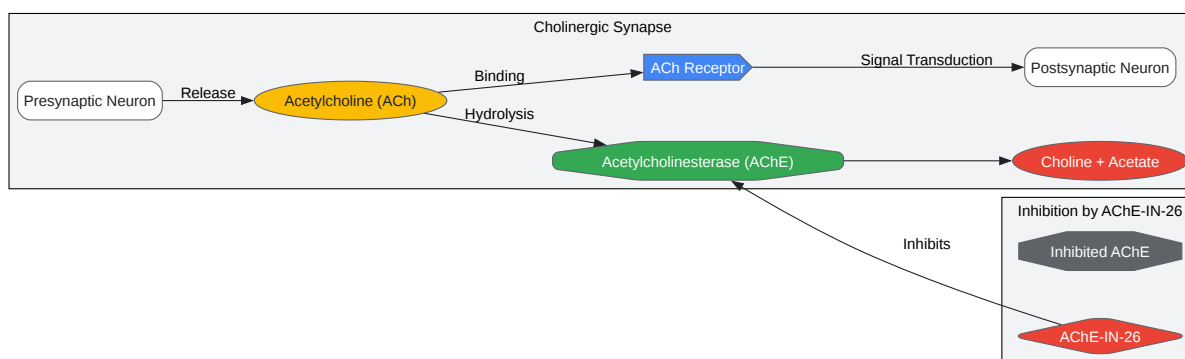 Cholinergic Synapse
Presynaptic Neuron
Release
Acetylcholine (ACh)
Binding
ACh Receptor
Signal Transduction
Postsynaptic Neuron
Hydrolysis
Acetylcholinesterase (AChE)
Choline + Acetate
Inhibition by AChE-IN-26
Inhibited AChE
Inhibits
AChE-IN-26